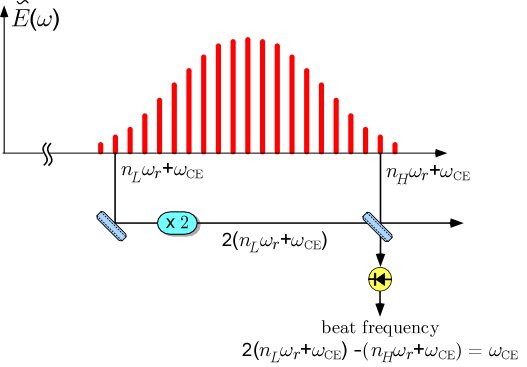 Ẽ(ω)
n_Lω_r+ω_CE
n_Hω_r+ω_CE
x 2
2(n_Lω_r+ω_CE)
beat frequency
2(n_Lω_r+ω_CE) -(n_Hω_r+ω_CE) = ω_CE